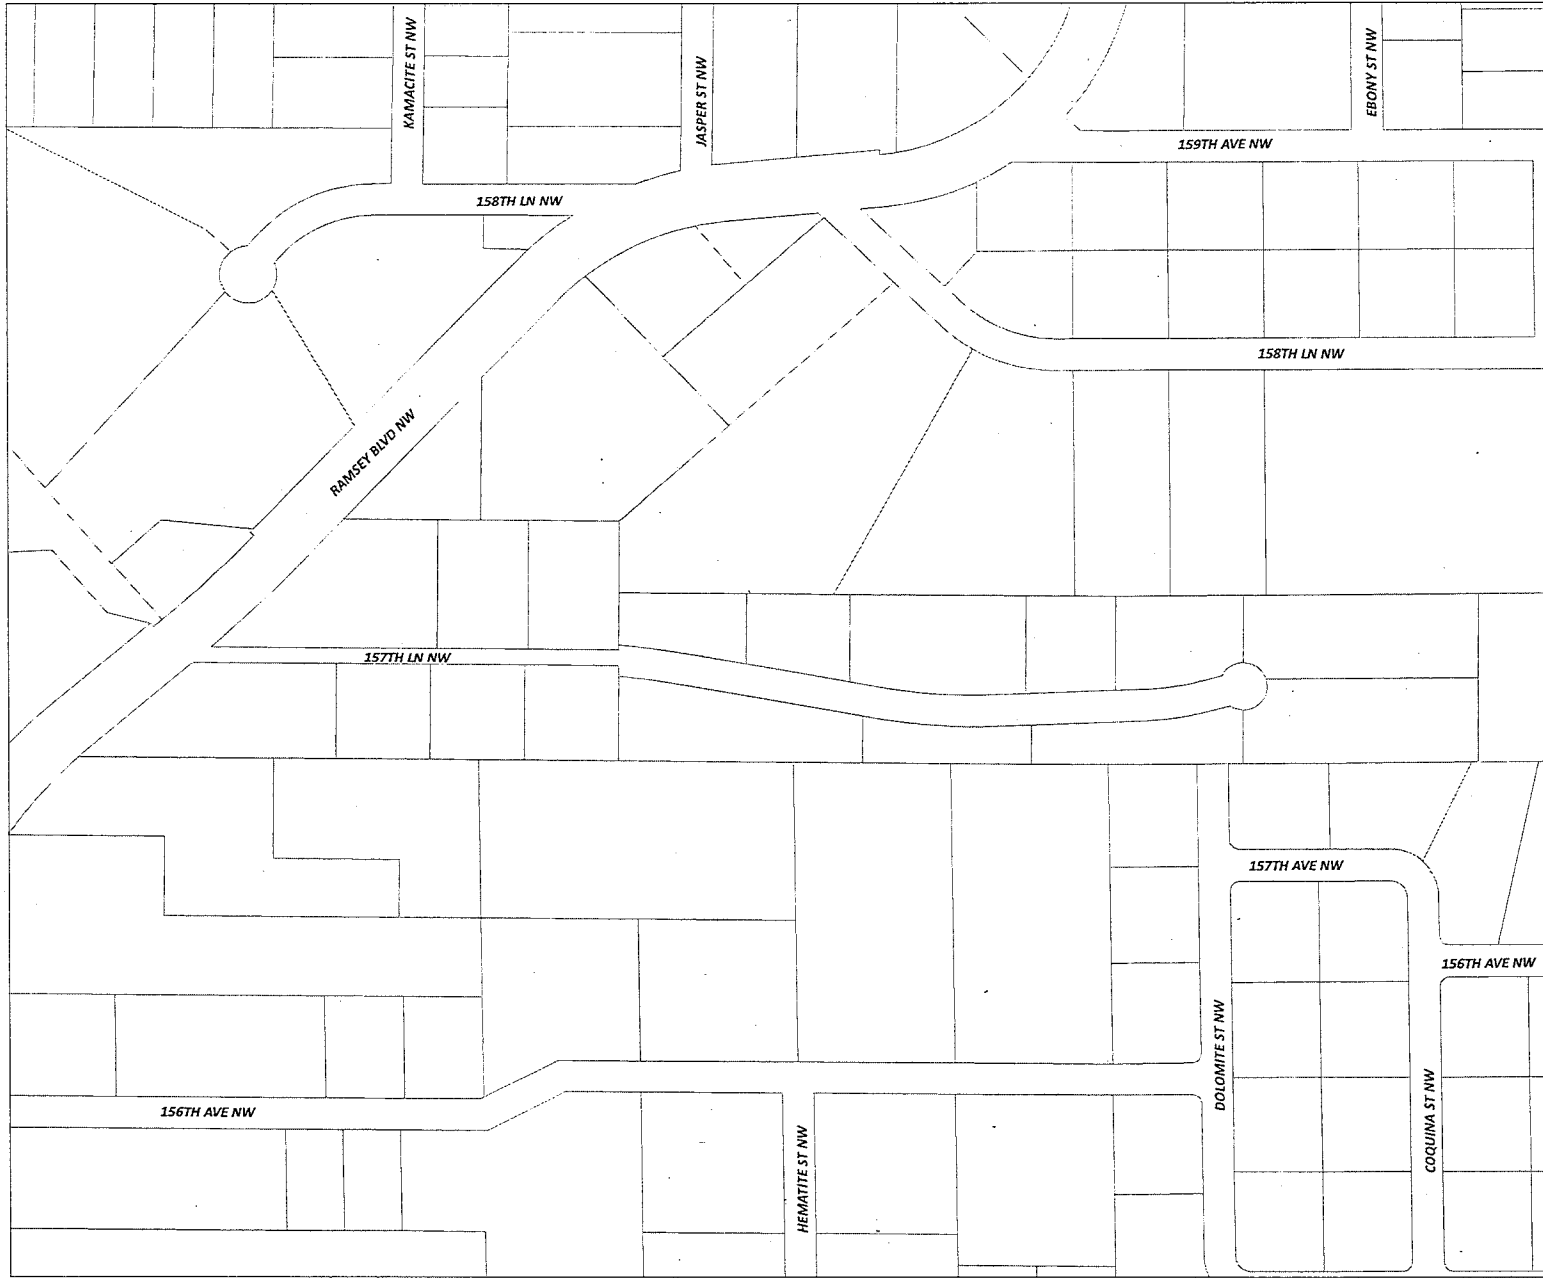 KAMACITE ST NW
JASPER ST NW
EBONY ST NW
159TH AVE NW
158TH LN NW
158TH LN NW
RAMSEY BLVD NW
157TH LN NW
157TH AVE NW
156TH AVE NW
DOLOMITE ST NW
COQUINA ST NW
156TH AVE NW
HEMATITE ST NW